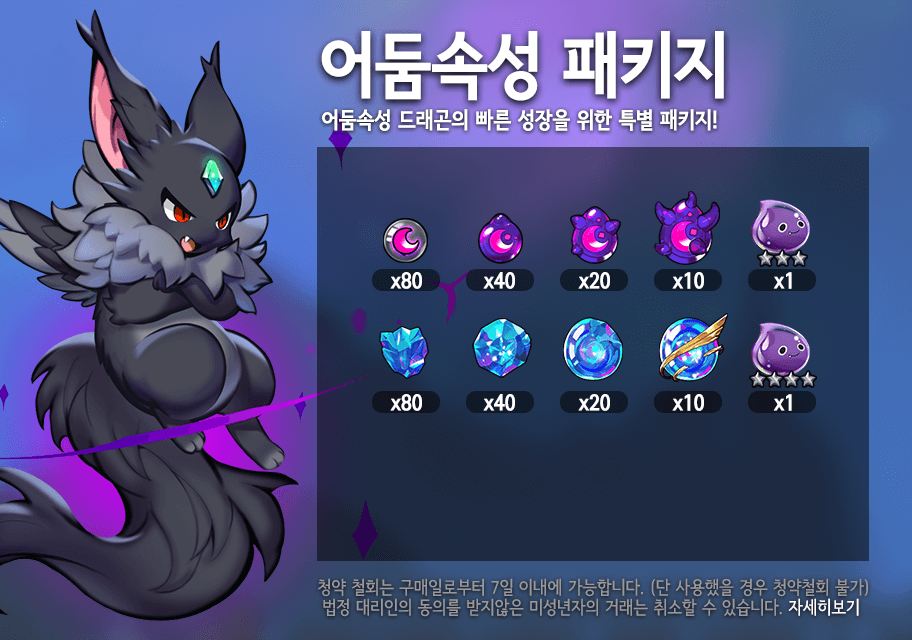 어둠속성 패키지
어둠속성 드래곤의 빠른 성장을 위한 특별 패키지!
x80 x40 x20 x10 x1
x80 x40 x20 x10 x1
청약 철회는 구매일로부터 7일 이내에 가능합니다. (단 사용했을 경우 청약철회 불가)
법정 대리인의 동의를 받지않은 미성년자의 거래는 취소할 수 있습니다. 자세히보기